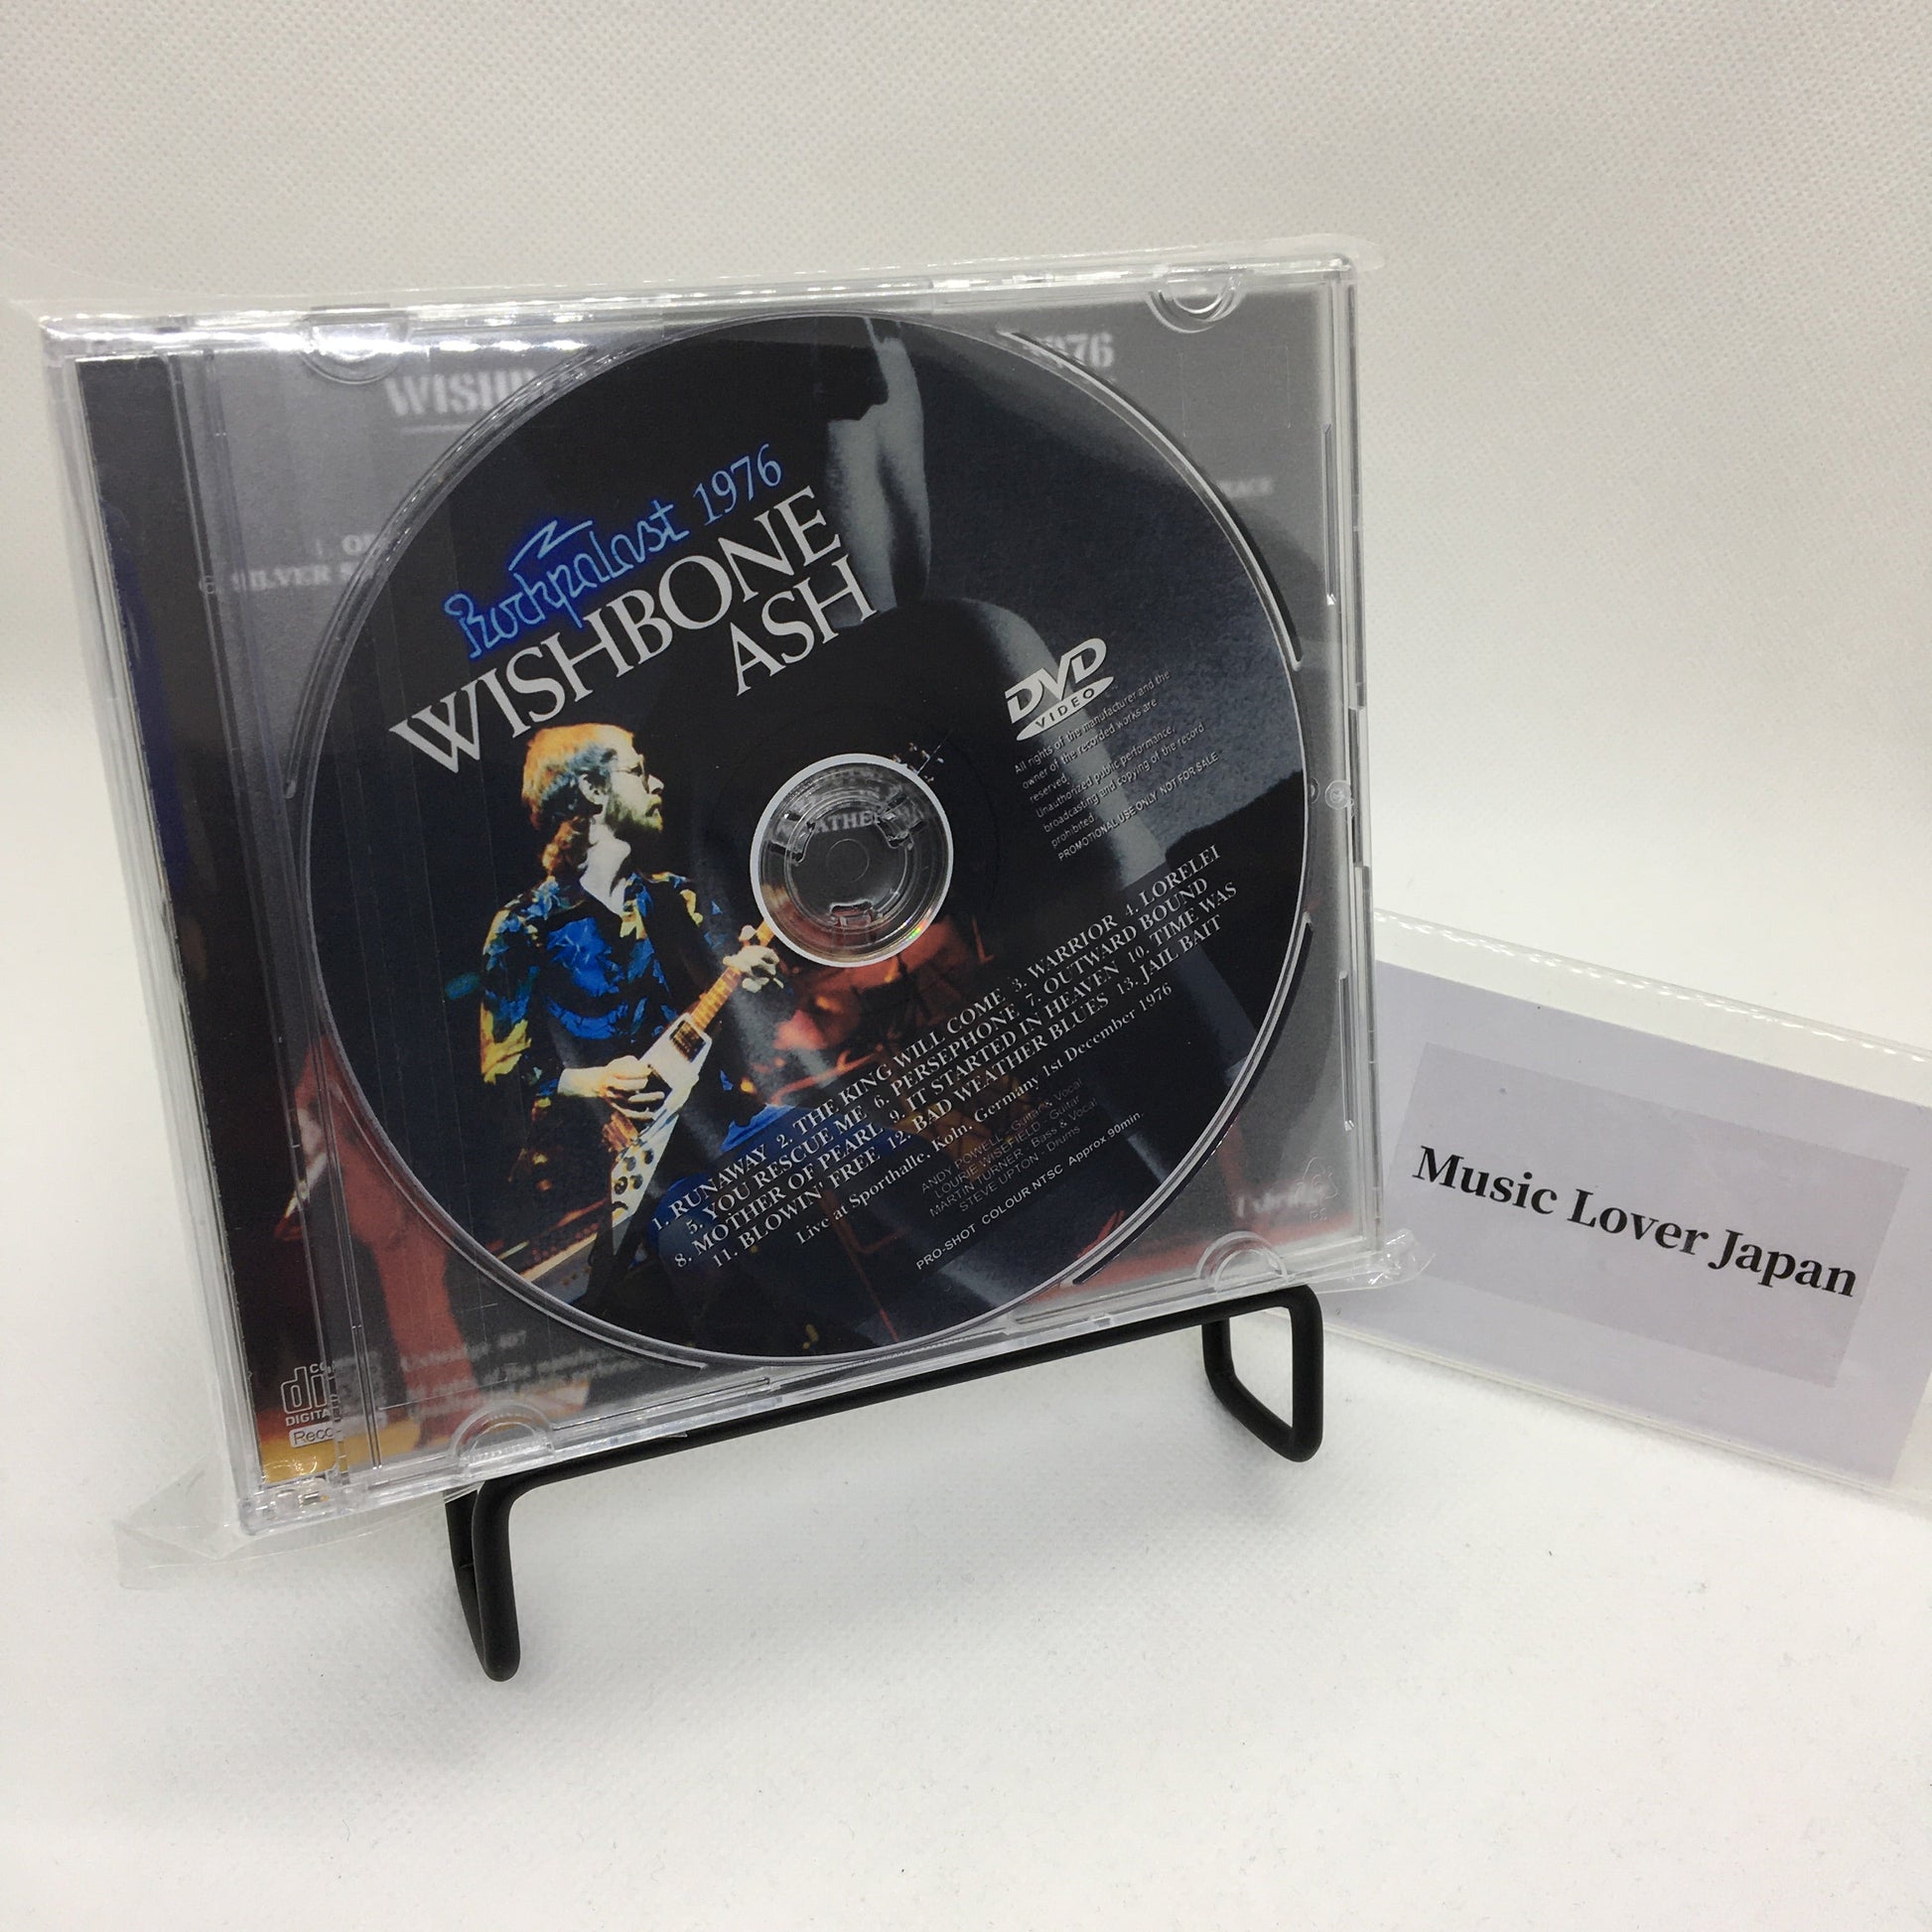 1976
Rockpalast 1976
WISHBONE
ASH
DVD
VIDEO
All rights of the manufacturer and the
owner of the recorded works are
reserved.
Unauthorized public performance,
broadcasting and copying of the record
prohibited.
PROMOTIONAL USE ONLY. NOT FOR SALE
1. RUNAWAY 2. THE KING WILL COME 3. WARRIOR 4. LORELEI
5. YOU RESCUE ME 6. PERSEPHONE 7. OUTWARD BOUND
8. MOTHER OF PEARL 9. IT STARTED IN HEAVEN 10. TIME WAS
11. BLOWIN' FREE 12. BAD WEATHER BLUES 13. JAIL BAIT
Live at Sporthalle, Koln, Germany 1st December 1976
ANDY POWELL - Guitar & Vocal
LOURIE WISEFIELD - Guitar
MARTIN TURNER - Bass & Vocal
STEVE UPTON - Drums
PRO-SHOT COLOUR NTSC Approx 90min.
SILVER
Music Lover Japan